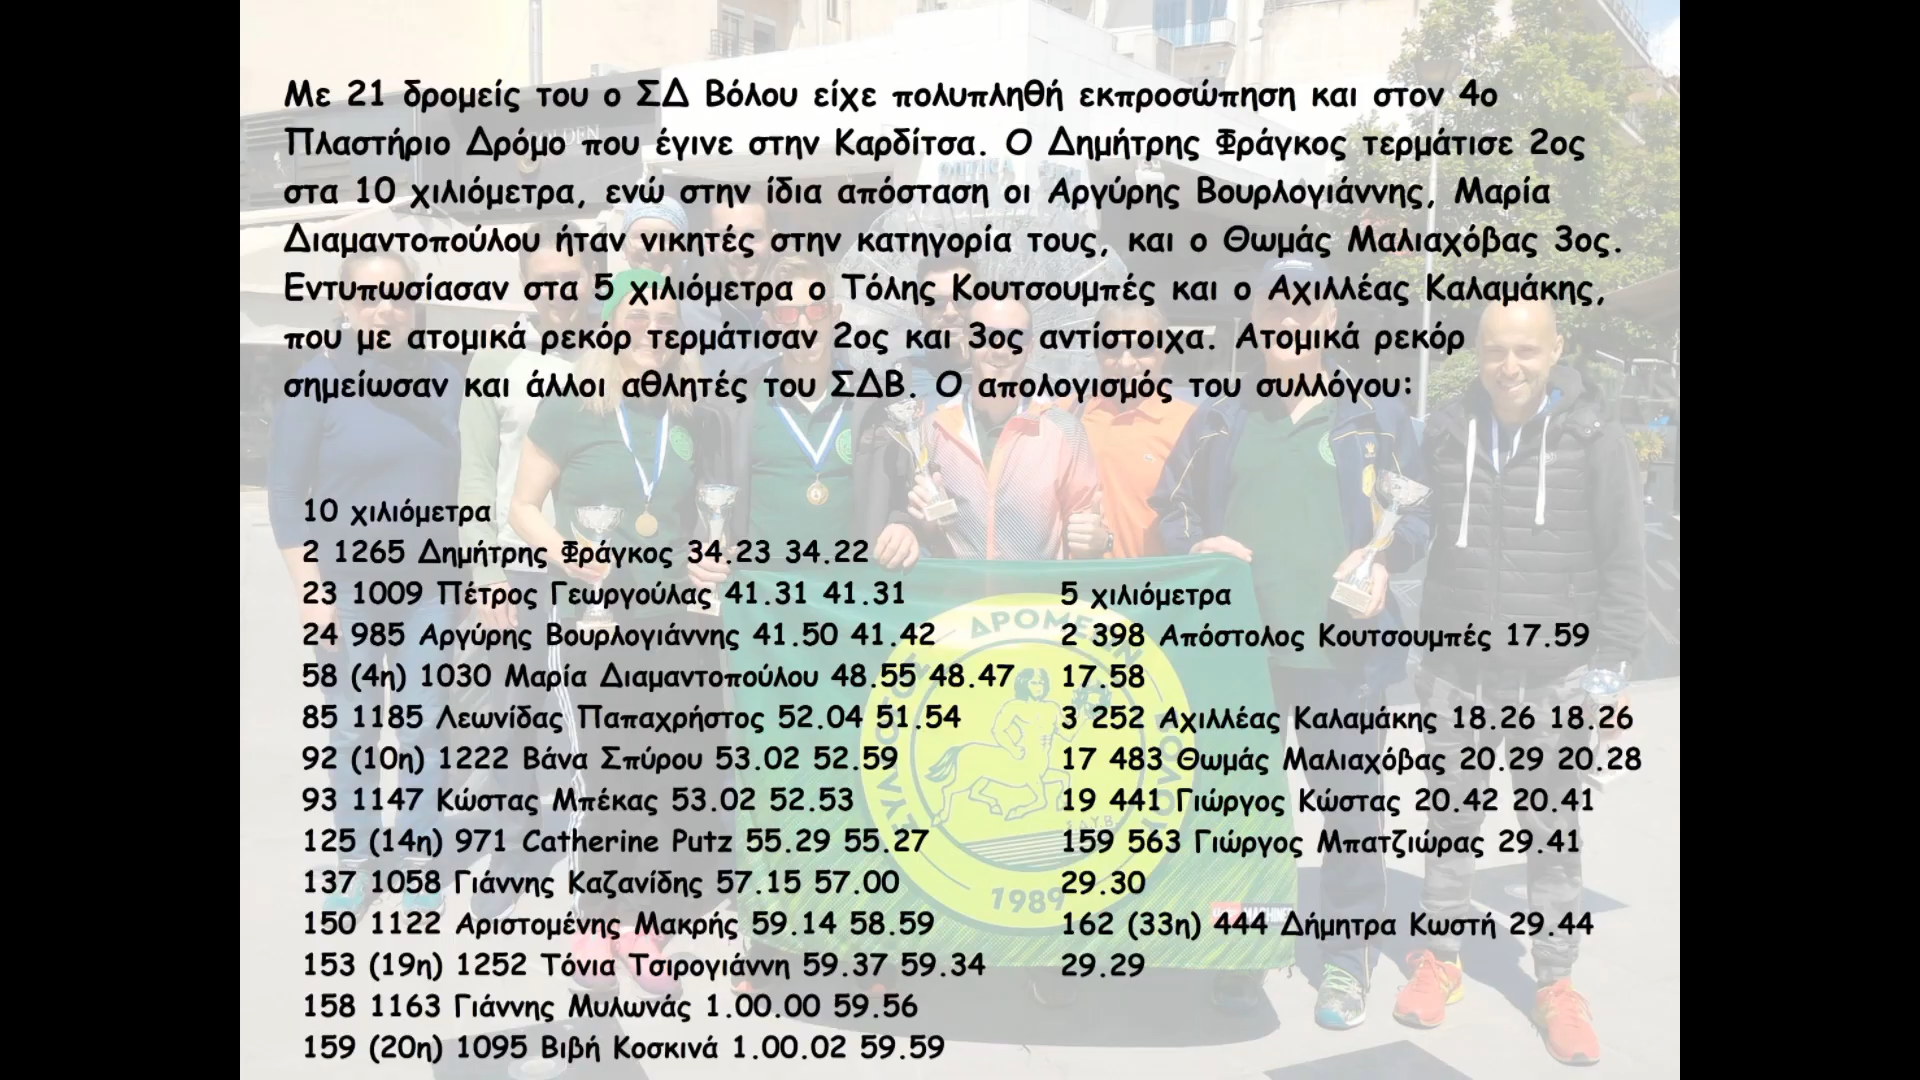 Με 21 δρομείς του ο ΣΔ Βόλου είχε πολυπληθή εκπροσώπηση και στον 4ο
Πλαστήριο Δρόμο που έγινε στην Καρδίτσα. Ο Δημήτρης Φράγκος τερμάτισε 2ος
στα 10 χιλιόμετρα, ενώ στην ίδια απόσταση οι Αργύρης Βουρλογιάννης, Μαρία
Διαμαντοπούλου ήταν νικητές στην κατηγορία τους, και ο Θωμάς Μαλιαχόβας 3ος.
Εντυπωσίασαν στα 5 χιλιόμετρα ο Τόλης Κουτσουμπές και ο Αχιλλέας Καλαμάκης,
που με ατομικά ρεκόρ τερμάτισαν 2ος και 3ος αντίστοιχα. Ατομικά ρεκόρ
σημείωσαν και άλλοι αθλητές του ΣΔΒ. Ο απολογισμός του συλλόγου:
10 χιλιόμετρα
2 1265 Δημήτρης Φράγκος 34.23 34.22
23 1009 Πέτρος Γεωργούλας 41.31 41.31
24 985 Αργύρης Βουρλογιάννης 41.50 41.42
58 (4η) 1030 Μαρία Διαμαντοπούλου 48.55 48.47
85 1185 Λεωνίδας Παπαχρήστος 52.04 51.54
92 (10η) 1222 Βάνα Σπύρου 53.02 52.59
93 1147 Κώστας Μπέκας 53.02 52.53
125 (14η) 971 Catherine Putz 55.29 55.27
137 1058 Γιάννης Καζανίδης 57.15 57.00
150 1122 Αριστομένης Μακρής 59.14 58.59
153 (19η) 1252 Τόνια Τσιρογιάννη 59.37 59.34
158 1163 Γιάννης Μυλωνάς 1.00.00 59.56
159 (20η) 1095 Βιβή Κοσκινά 1.00.02 59.59
5 χιλιόμετρα
2 398 Απόστολος Κουτσουμπές 17.59
17.58
3 252 Αχιλλέας Καλαμάκης 18.26 18.26
17 483 Θωμάς Μαλιαχόβας 20.29 20.28
19 441 Γιώργος Κώστας 20.42 20.41
159 563 Γιώργος Μπατζιώρας 29.41
29.30
162 (33η) 444 Δήμητρα Κωστή 29.44
29.29
ΣΥΛΛΟΓΟΣ ΔΡΟΜΕΩΝ ΒΟΛΟΥ
1989